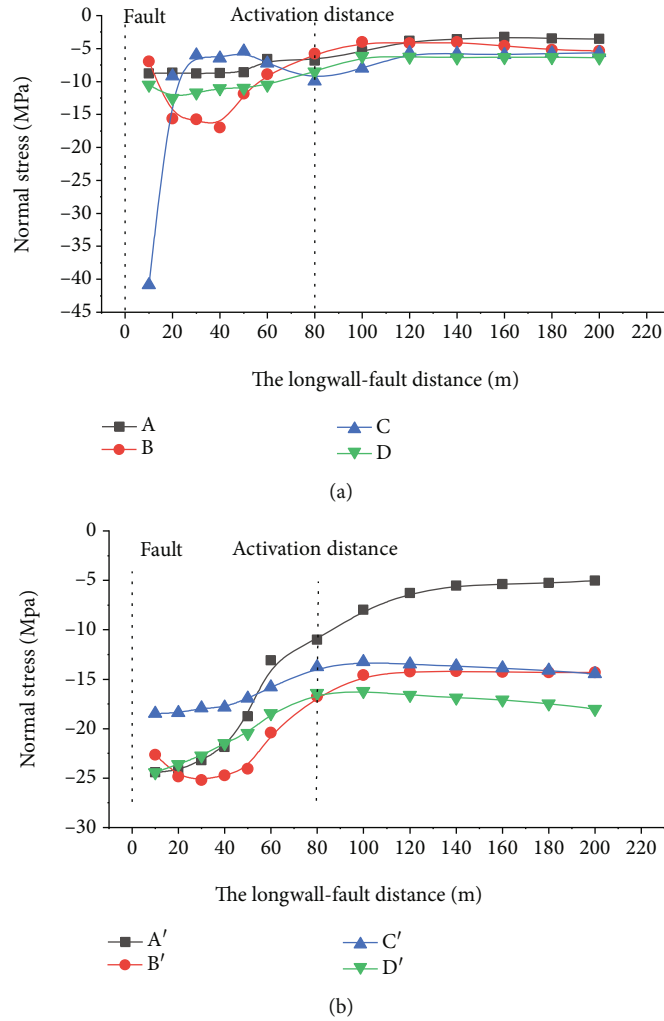 Fault
Activation distance
−5
−10
−15
−20
−25
−30
−35
−40
−45
Normal stress (MPa)
0 20 40 60 80 100 120 140 160 180 200 220
The longwall-fault distance (m)
A
B
C
D
(a)
0
−5
−10
−15
−20
−25
−30
Normal stress (Mpa)
Fault
Activation distance
0 20 40 60 80 100 120 140 160 180 200 220
The longwall-fault distance (m)
A′
B′
C′
D′
(b)